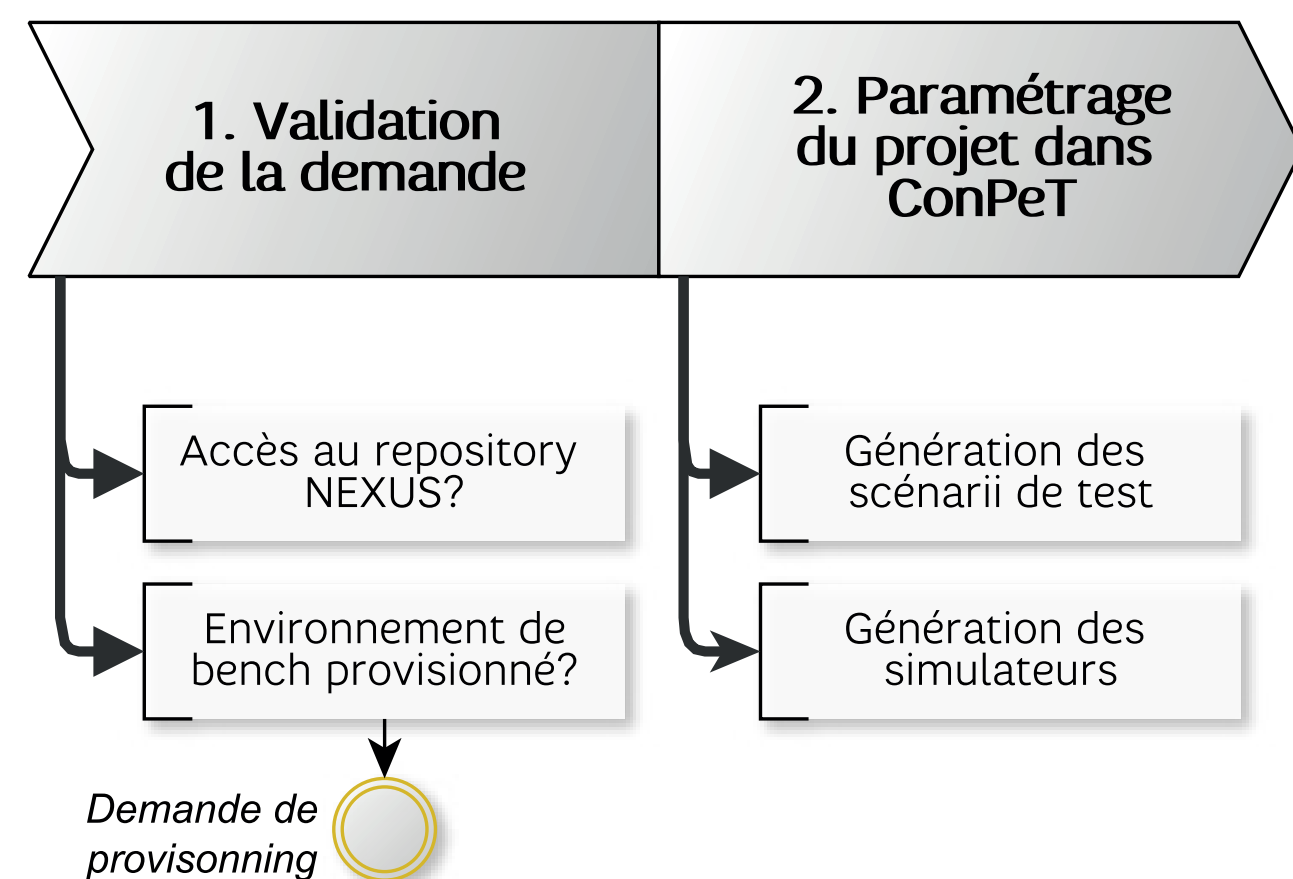 1. Validation
de la demande
2. Paramétrage
du projet dans
ConPeT
Accès au repository
NEXUS?
Environnement de
bench provisionné?
Demande de
provisonning
Génération des
scénarii de test
Génération des
simulateurs